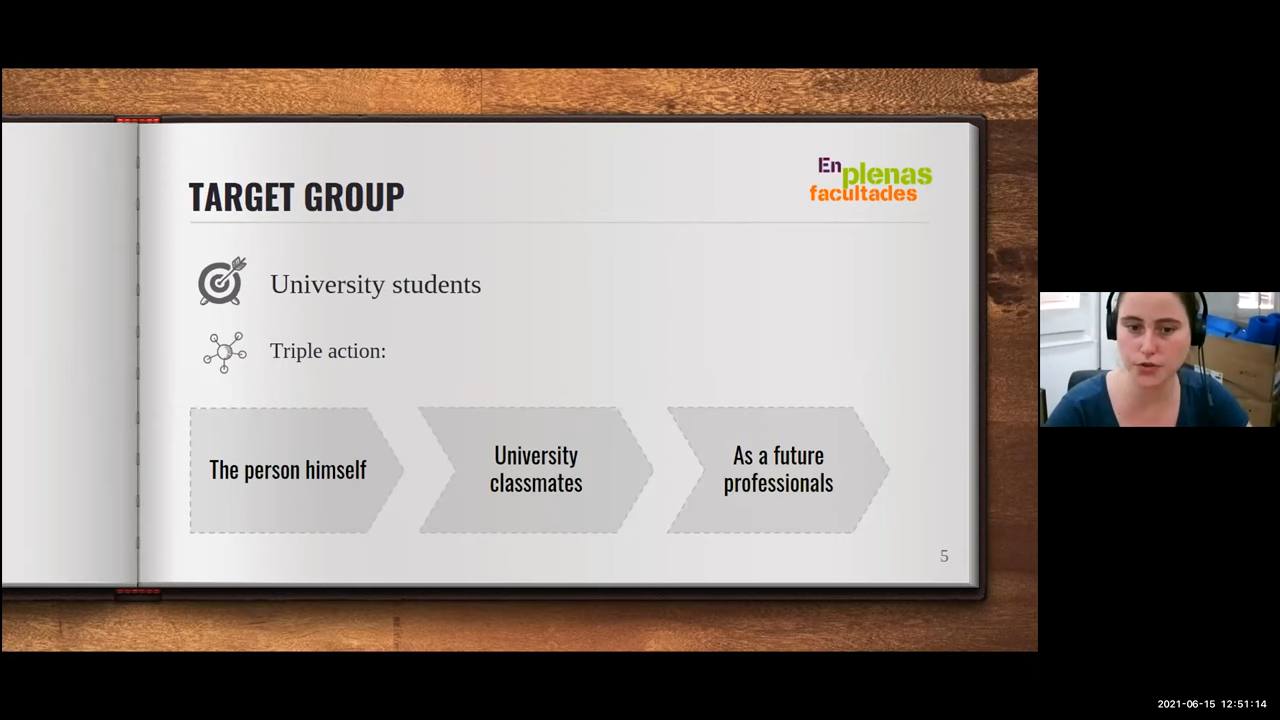 En
plenas
facultades
TARGET GROUP
University students
Triple action:
The person himself
University
classmates
As a future
professionals
5
2021-06-15 12:51:14